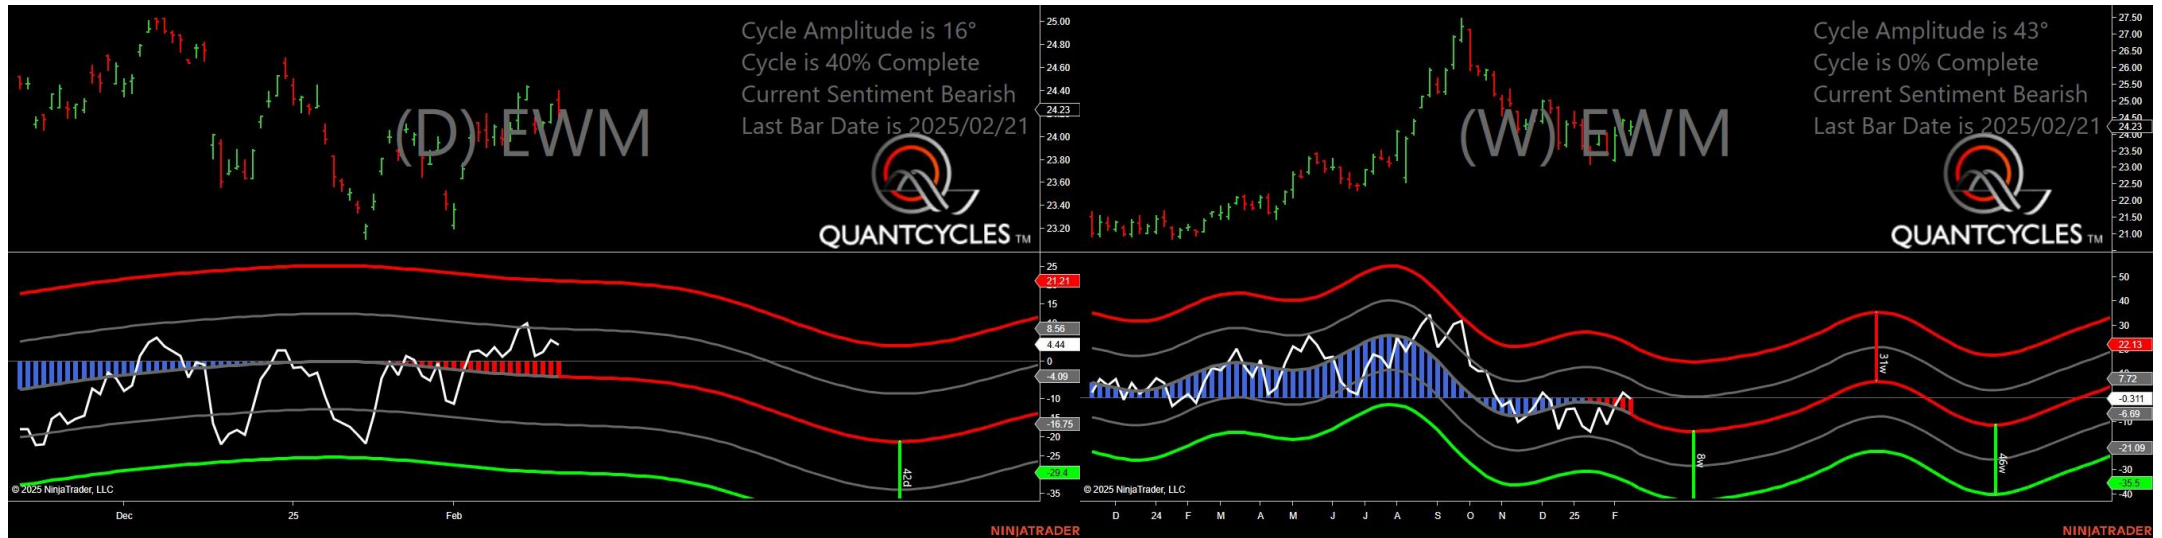 Cycle Amplitude is 16°
Cycle is 40% Complete
Current Sentiment Bearish
Last Bar Date is 2025/02/21
(D) EWM
QUANTCYCLES TM
25.00
24.80
24.60
24.40
24.23
24.00
23.80
23.60
23.40
23.20
25
21.21
15
8.56
4.44
0
-4.09
-10
-16.75
-20
-25
-29.4
-35
42d
© 2025 NinjaTrader, LLC
Dec
25
Feb
NINJATRADER
Cycle Amplitude is 43°
Cycle is 0% Complete
Current Sentiment Bearish
Last Bar Date is 2025/02/21
(W) EWM
QUANTCYCLES TM
27.50
27.00
26.50
26.00
25.50
25.00
24.23
24.00
23.50
23.00
22.50
22.00
21.50
21.00
50
40
30
22.13
7.72
-0.311
-6.69
-10
-21.09
-30
-35.5
-40
8w
31w
46w
© 2025 NinjaTrader, LLC
D 24 F M A M J J A S O N D 25 F
NINJATRADER